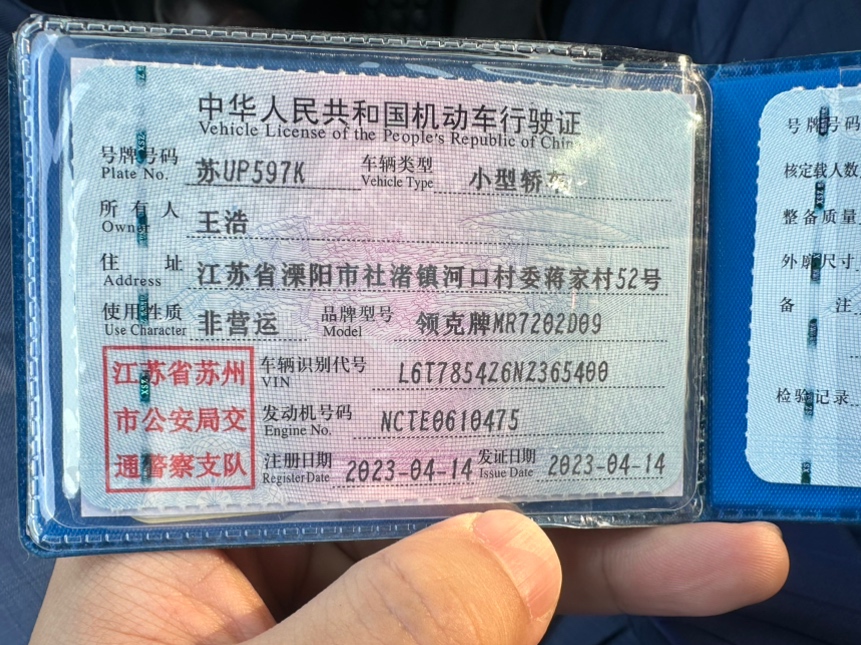 中华人民共和国机动车行驶证
Vehicle License of the People's Republic of China
号牌号码 苏UP597K 车辆类型 小型轿车
Plate No. Vehicle Type
所有人 王浩
Owner
住址 江苏省溧阳市社渚镇河口村委蒋家村52号
Address
使用性质 非营运 品牌型号 领克牌MR7202D09
Use Character Model
江苏省苏州 车辆识别代号 L6T7854Z6NZ365400
VIN
市公安局交 发动机号码 NCTE0610475
Engine No.
通警察支队 注册日期 2023-04-14 发证日期 2023-04-14
Register Date Issue Date
号牌号码
核定载人数
整备质量
外廓尺寸
备注
检验记录